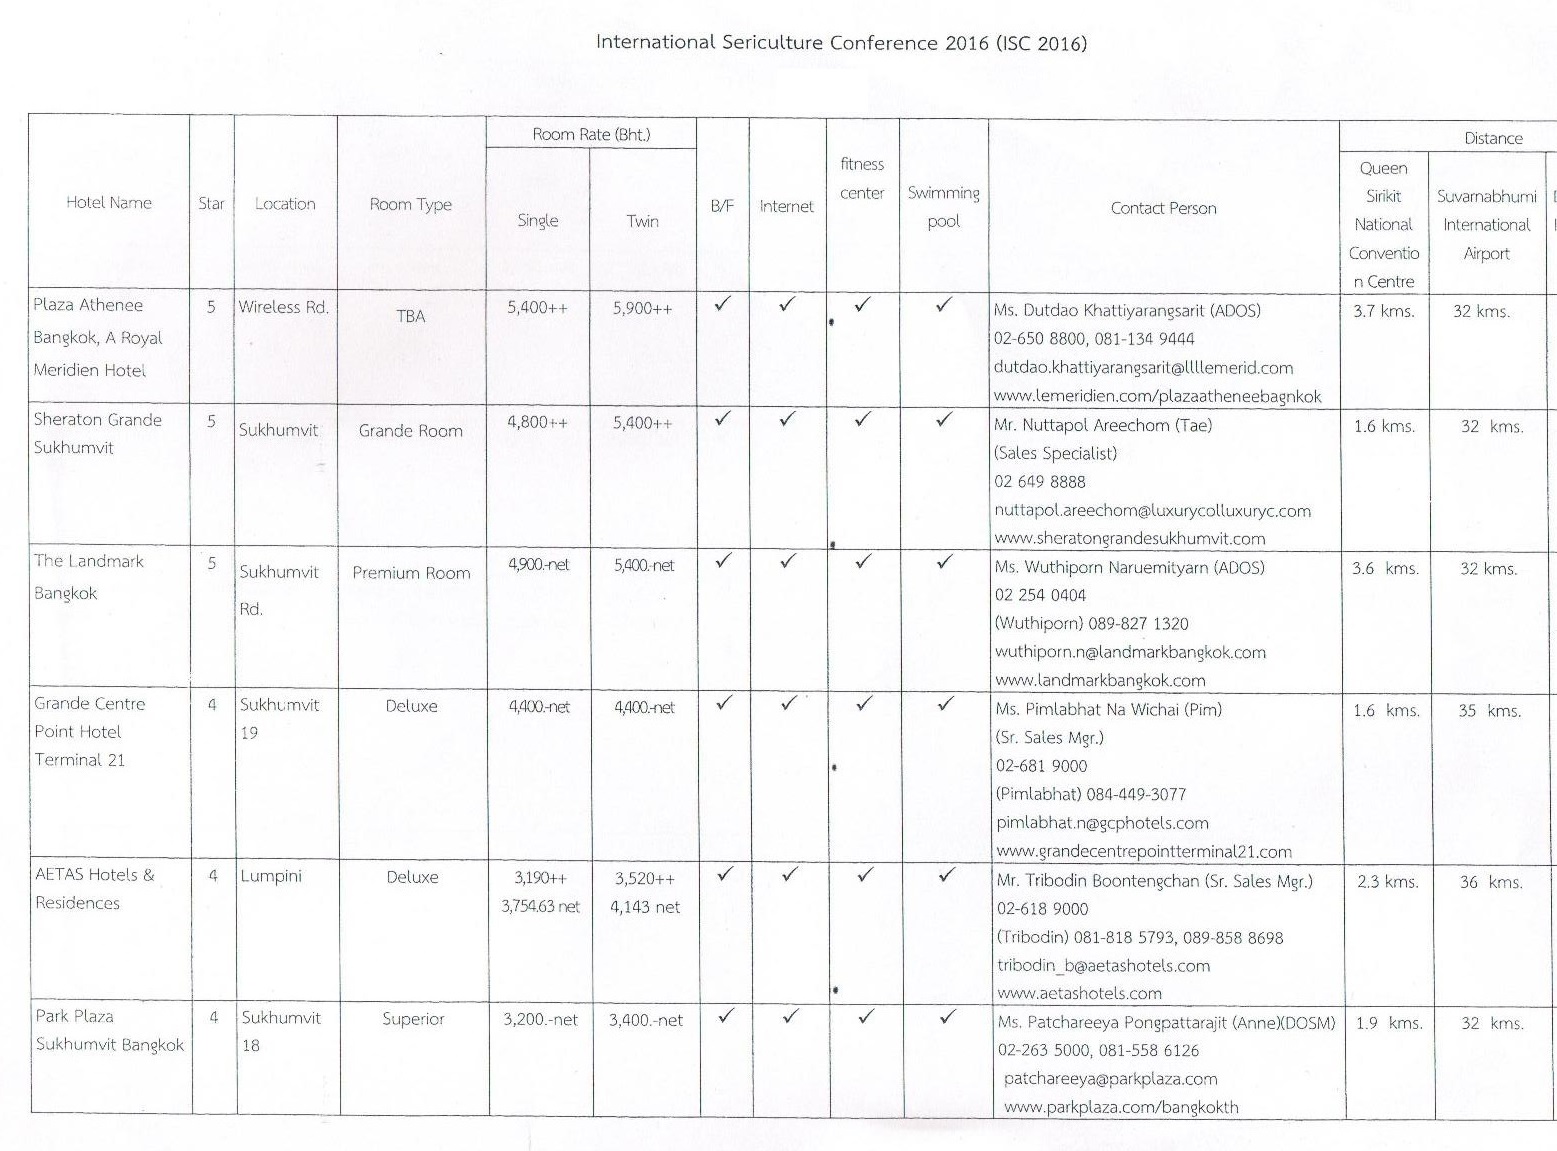 International Sericulture Conference 2016 (ISC 2016)
Hotel Name
Star
Location
Room Type
Room Rate (Bht.)
Single
Twin
B/F
Internet
fitness
center
Swimming
pool
Contact Person
Distance
Queen
Sirikit
National
Conventio
n Centre
Suvarnabhumi
International
Airport
Plaza Athenee
Bangkok, A Royal
Meridien Hotel
5
Wireless Rd.
TBA
5,400++
5,900++
✓
✓
✓
✓
Ms. Dutdao Khattiyarangsarit (ADOS)
02-650 8800, 081-134 9444
dutdao.khattiyarangsarit@llllemerid.com
www.lemeridien.com/plazaatheneebagnkok
3.7 kms.
32 kms.
Sheraton Grande
Sukhumvit
5
Sukhumvit
Grande Room
4,800++
5,400++
✓
✓
✓
✓
Mr. Nuttapol Areechom (Tae)
(Sales Specialist)
02 649 8888
nuttapol.areechom@luxurycolluxuryc.com
www.sheratongrandesukhumvit.com
1.6 kms.
32 kms.
The Landmark
Bangkok
5
Sukhumvit
Rd.
Premium Room
4,900.-net
5,400.-net
✓
✓
✓
✓
Ms. Wuthiporn Naruemityarn (ADOS)
02 254 0404
(Wuthiporn) 089-827 1320
wuthiporn.n@landmarkbangkok.com
www.landmarkbangkok.com
3.6 kms.
32 kms.
Grande Centre
Point Hotel
Terminal 21
4
Sukhumvit
19
Deluxe
4,400.-net
4,400.-net
✓
✓
✓
✓
Ms. Pimlabhat Na Wichai (Pim)
(Sr. Sales Mgr.)
02-681 9000
(Pimlabhat) 084-449-3077
pimlabhat.n@gcphotels.com
www.grandecentrepointterminal21.com
1.6 kms.
35 kms.
AETAS Hotels &
Residences
4
Lumpini
Deluxe
3,190++
3,754.63 net
3,520++
4,143 net
✓
✓
✓
✓
Mr. Tribodin Boontengchan (Sr. Sales Mgr.)
02-618 9000
(Tribodin) 081-818 5793, 089-858 8698
tribodin_b@aetashotels.com
www.aetashotels.com
2.3 kms.
36 kms.
Park Plaza
Sukhumvit Bangkok
4
Sukhumvit
18
Superior
3,200.-net
3,400.-net
✓
✓
✓
✓
Ms. Patchareeya Pongpattarajit (Anne)(DOSM)
02-263 5000, 081-558 6126
patchareeya@parkplaza.com
www.parkplaza.com/bangkokth
1.9 kms.
32 kms.